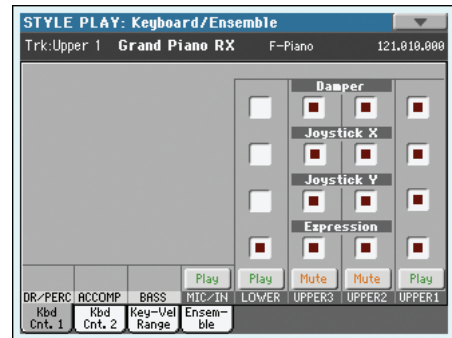 STYLE PLAY: Keyboard/Ensemble
Trk:Upper 1 Grand Piano RX F-Piano 121.010.000
Damper
Joystick X
Joystick Y
Expression
Play Play Mute Mute Play
DR/PERC ACCOMP BASS MIC/IN LOWER UPPER3 UPPER2 UPPER1
Kbd Kbd Key-Vel Ensem-
Cnt. 1 Cnt. 2 Range ble